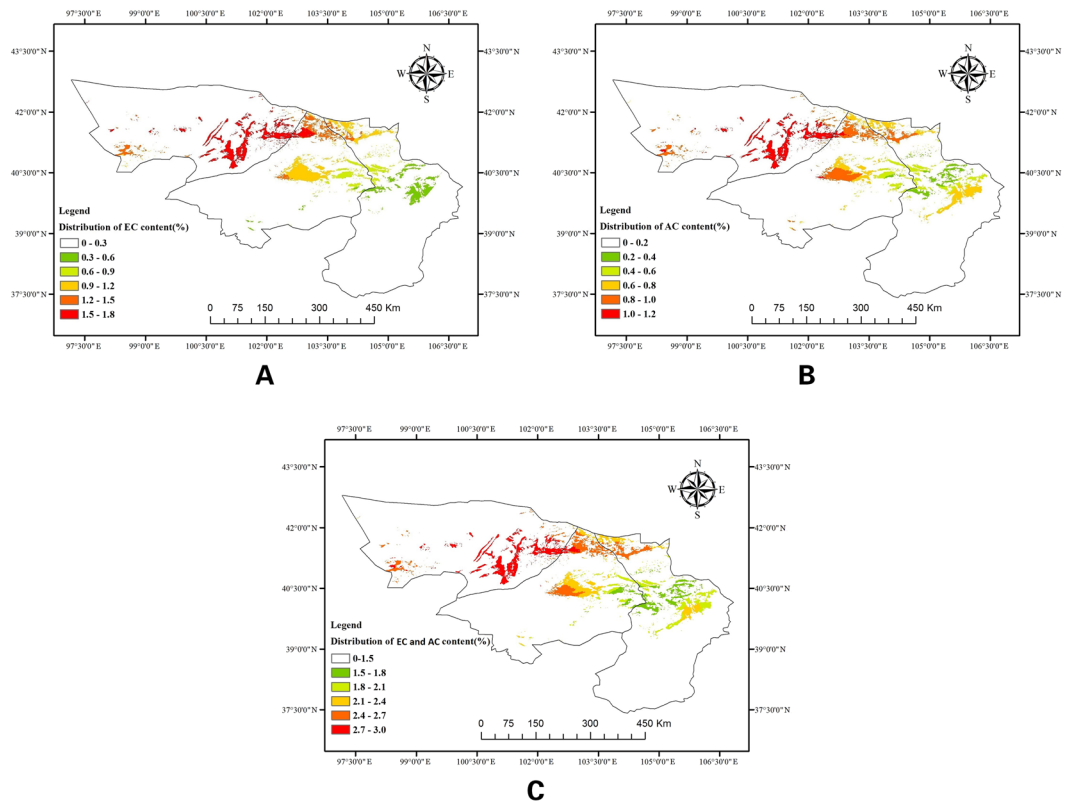 97°30'0"E 99°0'0"E 100°30'0"E 102°0'0"E 103°30'0"E 105°0'0"E 106°30'0"E
43°30'0"N 43°30'0"N
N
W E
S
42°0'0"N 42°0'0"N
40°30'0"N 40°30'0"N
39°0'0"N 39°0'0"N
37°30'0"N 37°30'0"N
Legend
Distribution of EC content(%)
0 - 0.3
0.3 - 0.6
0.6 - 0.9
0.9 - 1.2
1.2 - 1.5
1.5 - 1.8
0 75 150 300 450 Km
97°30'0"E 99°0'0"E 100°30'0"E 102°0'0"E 103°30'0"E 105°0'0"E 106°30'0"E
A
97°30'0"E 99°0'0"E 100°30'0"E 102°0'0"E 103°30'0"E 105°0'0"E 106°30'0"E
43°30'0"N 43°30'0"N
N
W E
S
42°0'0"N 42°0'0"N
40°30'0"N 40°30'0"N
39°0'0"N 39°0'0"N
37°30'0"N 37°30'0"N
Legend
Distribution of AC content(%)
0 - 0.2
0.2 - 0.4
0.4 - 0.6
0.6 - 0.8
0.8 - 1.0
1.0 - 1.2
0 75 150 300 450 Km
97°30'0"E 99°0'0"E 100°30'0"E 102°0'0"E 103°30'0"E 105°0'0"E 106°30'0"E
B
97°30'0"E 99°0'0"E 100°30'0"E 102°0'0"E 103°30'0"E 105°0'0"E 106°30'0"E
43°30'0"N 43°30'0"N
N
W E
S
42°0'0"N 42°0'0"N
40°30'0"N 40°30'0"N
39°0'0"N 39°0'0"N
37°30'0"N 37°30'0"N
Legend
Distribution of EC and AC content(%)
0-1.5
1.5 - 1.8
1.8 - 2.1
2.1 - 2.4
2.4 - 2.7
2.7 - 3.0
0 75 150 300 450 Km
97°30'0"E 99°0'0"E 100°30'0"E 102°0'0"E 103°30'0"E 105°0'0"E 106°30'0"E
C